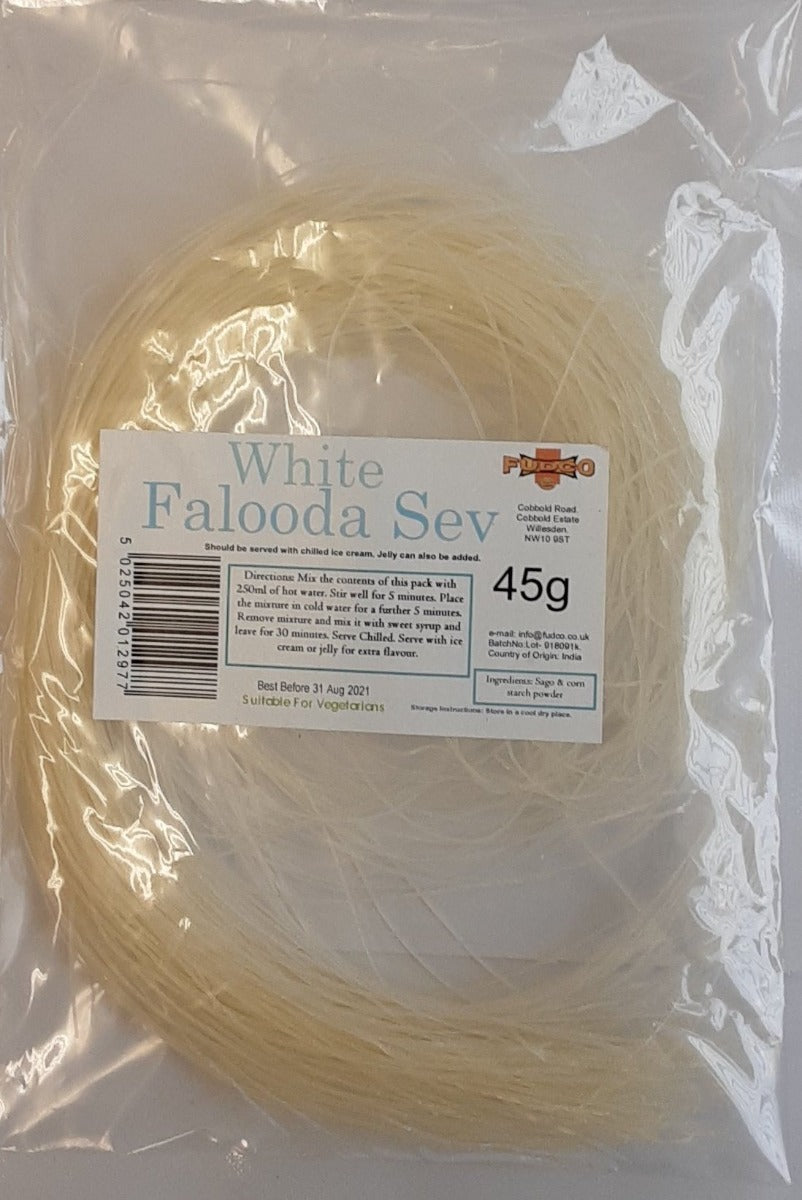 White
Falooda Sev
FUDCO
Cobbold Road.
Cobbold Estate
Willesden.
NW10 9ST
Should be served with chilled ice cream. Jelly can also be added.
5 025042 012977
Directions: Mix the contents of this pack with
250ml of hot water. Stir well for 5 minutes. Place
the mixture in cold water for a further 5 minutes.
Remove mixture and mix it with sweet syrup and
leave for 30 minutes. Serve Chilled. Serve with ice
cream or jelly for extra flavour.
45g
e-mail: info@fudco.co.uk
BatchNo:Lot- 918091k.
Country of Origin: India
Ingredients: Sago & corn
starch powder
Best Before 31 Aug 2021
Suitable For Vegetarians
Storage Instructions: Store in a cool dry place.